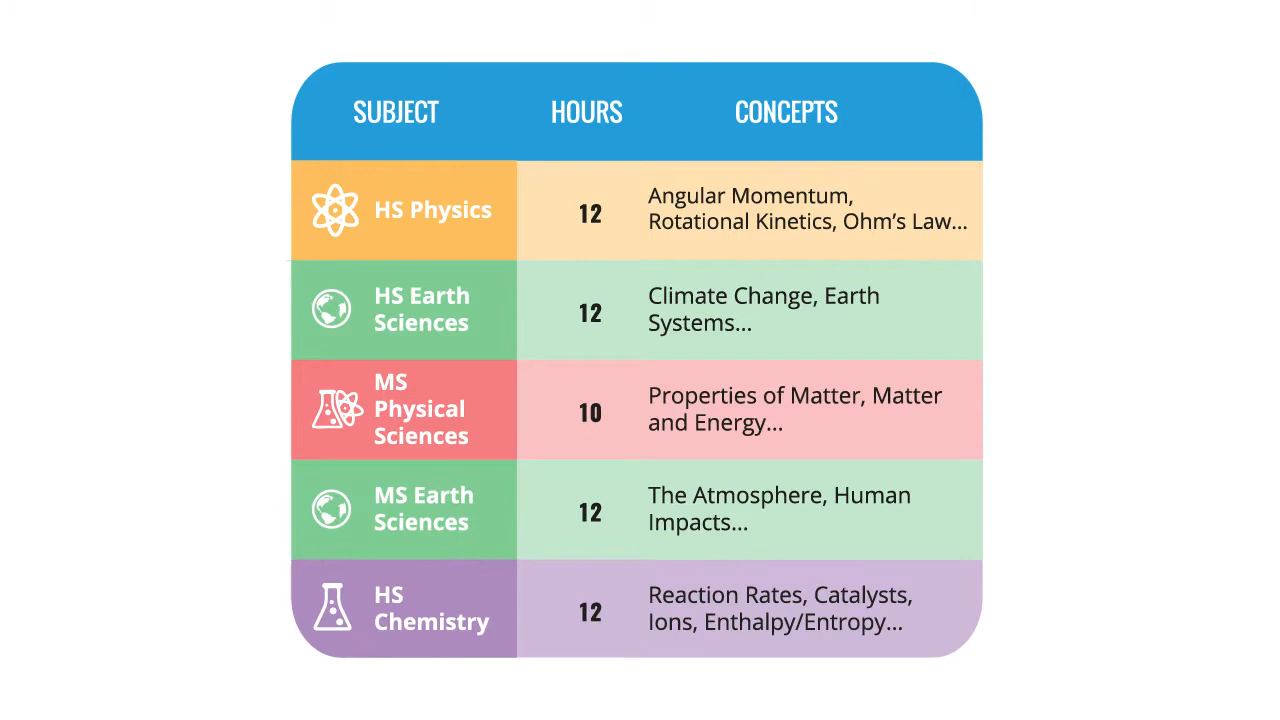 SUBJECT HOURS CONCEPTS
HS Physics 12 Angular Momentum,
Rotational Kinetics, Ohm’s Law...
HS Earth
Sciences 12 Climate Change, Earth
Systems...
MS
Physical
Sciences 10 Properties of Matter, Matter
and Energy...
MS Earth
Sciences 12 The Atmosphere, Human
Impacts...
HS
Chemistry 12 Reaction Rates, Catalysts,
Ions, Enthalpy/Entropy...